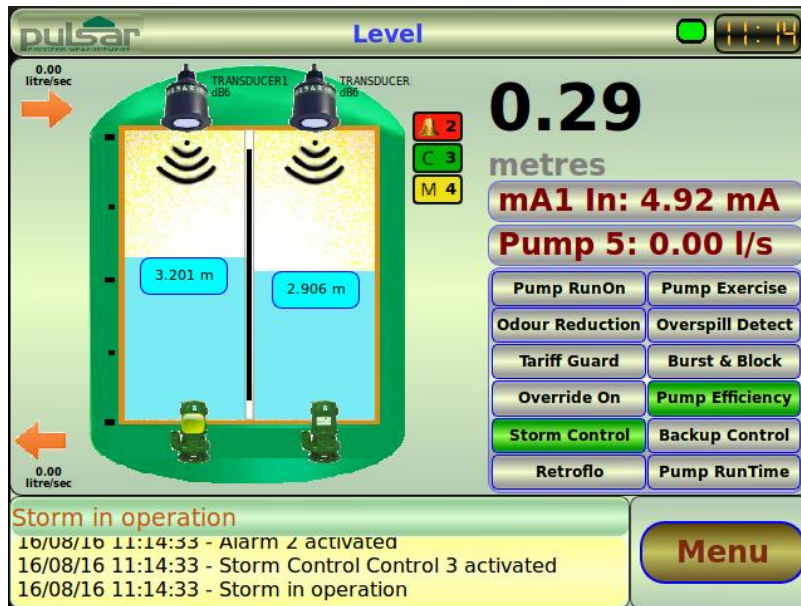 pulsar
PROCESS MEASUREMENT
Level
11:14
0.00
litre/sec
TRANSDUCER1
dB6
TRANSDUCER
dB6
2
C 3
M 4
0.29
metres
mA1 In: 4.92 mA
Pump 5: 0.00 l/s
3.201 m
2.906 m
Pump RunOn
Pump Exercise
Odour Reduction
Overspill Detect
Tariff Guard
Burst & Block
Override On
Pump Efficiency
Storm Control
Backup Control
Retroflo
Pump RunTime
0.00
litre/sec
Storm in operation
16/08/16 11:14:33 - Alarm 2 activated
16/08/16 11:14:33 - Storm Control Control 3 activated
16/08/16 11:14:33 - Storm in operation
Menu